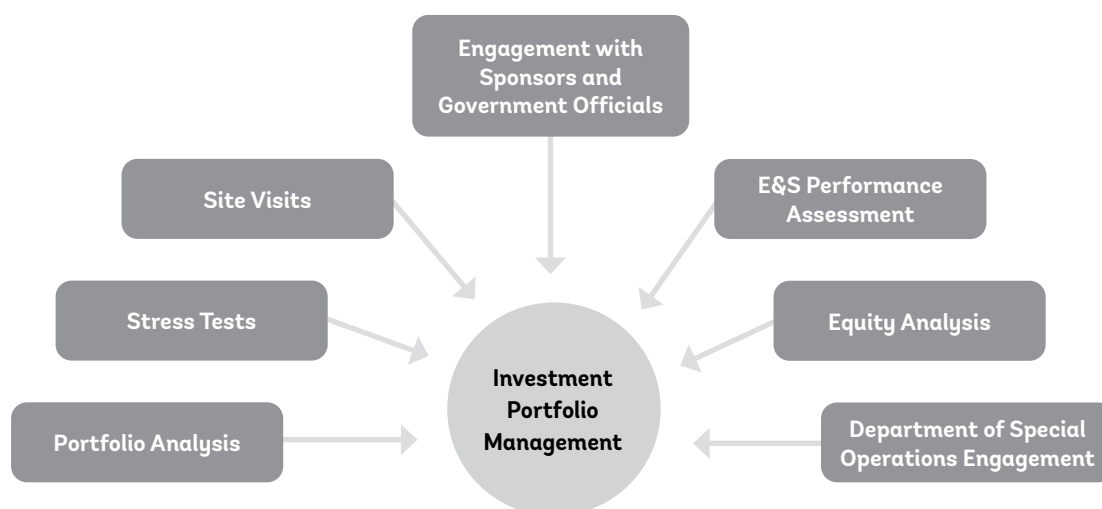 Engagement with
Sponsors and
Government Officials
Site Visits
E&S Performance
Assessment
Stress Tests
Equity Analysis
Investment
Portfolio
Management
Portfolio Analysis
Department of Special
Operations Engagement